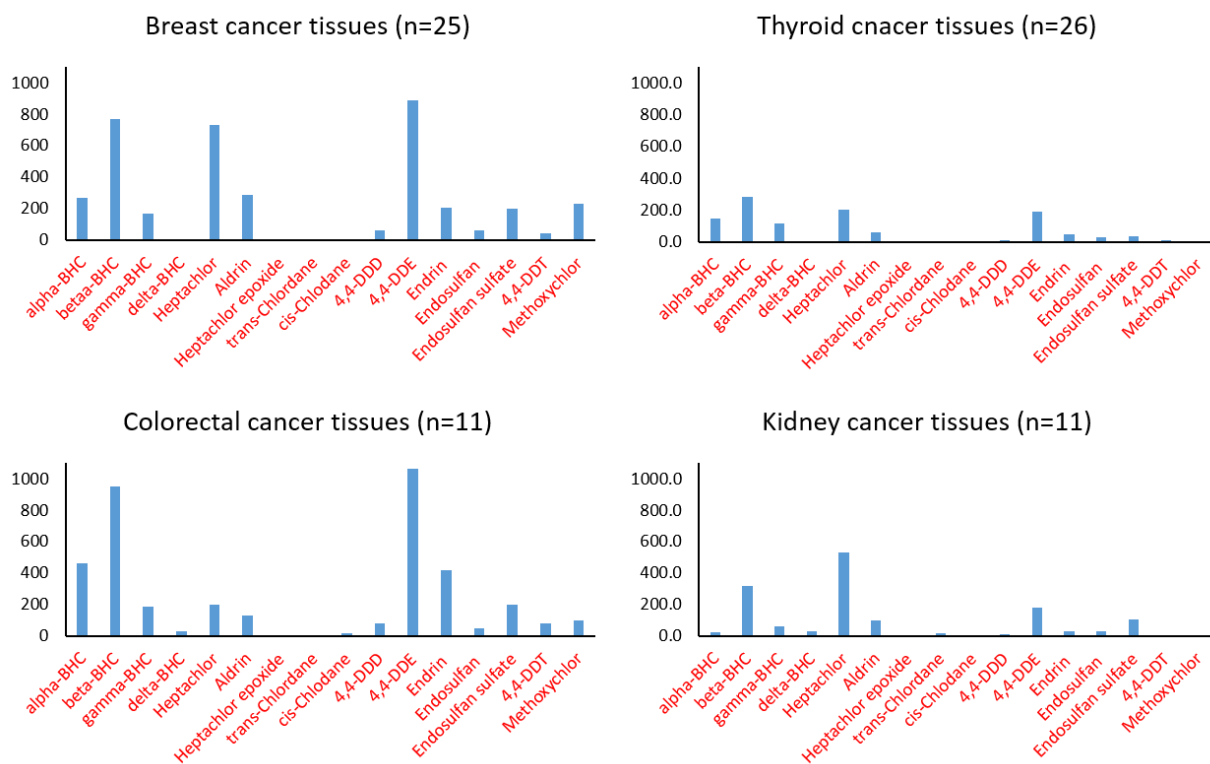 Breast cancer tissues (n=25)
1000
800
600
400
200
0
alpha-BHC
betaa-BHC
gamma-BHC
delta-BHC
Heptachlor
Aldrin
Heptachlor epoxide
trans-Chlordane
cis-Chlodane
4,4-DDD
4,4-DDE
Endrin
Endosulfan
Endosulfan sulfate
4,4-DDT
Methoxychlor
Thyroid cnacer tissues (n=26)
1000.0
800.0
600.0
400.0
200.0
0.0
alpha-BHC
beta-BHC
gamma-BHC
delta-BHC
Heptachlor
Aldrin
Heptachlor epoxide
trans-Chlordane
cis-Chlodane
4,4-DDD
4,4-DDE
Endrin
Endosulfan
Endosulfan sulfate
4,4-DDT
Methoxychlor
Colorectal cancer tissues (n=11)
1000
800
600
400
200
0
alpha-BHC
beta-BHC
gamma-BHC
delta-BHC
Heptachlor
Aldrin
Heptachlor epoxide
trans-Chlordane
cis-Chlodane
4,4-DDD
4,4-DDE
Endrin
Endosulfan
Endosulfan sulfate
4,4-DDT
Methoxychlor
Kidney cancer tissues (n=11)
1000.0
800.0
600.0
400.0
200.0
0.0
alpha-BHC
beta-BHC
gamma-BHC
delta-BHC
Heptachlor
Aldrin
Heptachlor epoxide
trans-Chlordane
cis-Chlodane
4,4-DDD
4,4-DDE
Endrin
Endosulfan
Endosulfan sulfate
4,4-DDT
Methoxychlor